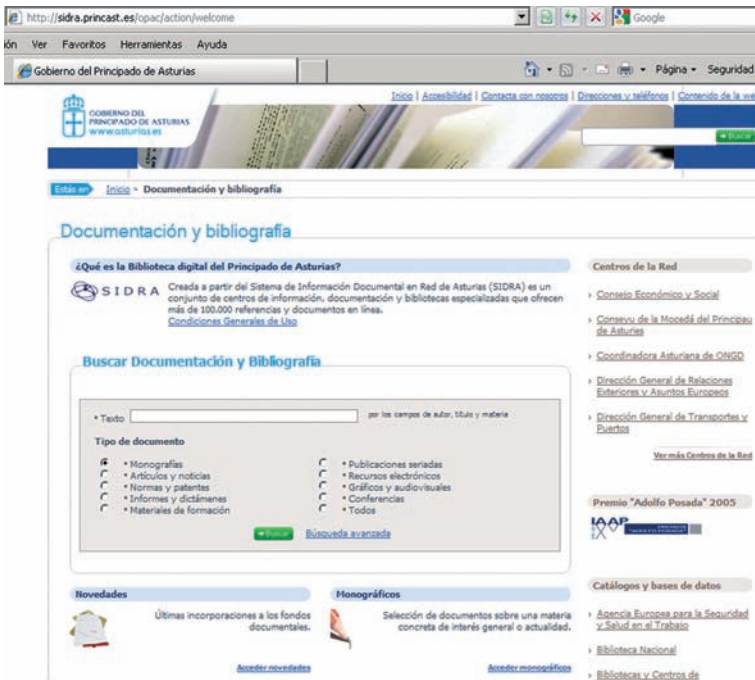 http://sidra.princast.es/opac/action/welcome
Google
ión Ver Favoritos Herramientas Ayuda
Gobierno del Principado de Asturias
Página Seguridad
Inicio | Accesibilidad | Contacta con nosotros | Direcciones y teléfonos | Contenido de la we
GOBIERNO DEL
PRINCIPADO DE ASTURIAS
www.asturias.es
Buscar
Estás en Inicio Documentación y bibliografía
Documentación y bibliografía
¿Qué es la Biblioteca digital del Principado de Asturias?
SIDRA
Creada a partir del Sistema de Información Documental en Red de Asturias (SIDRA) es un
conjunto de centros de información, documentación y bibliotecas especializadas que ofrecen
más de 100.000 referencias y documentos en línea.
Condiciones Generales de Uso
Buscar Documentación y Bibliografía
• Texto por los campos de autor, título y materia
Tipo de documento
• Monografías
• Artículos y noticias
• Normas y patentes
• Informes y dictámenes
• Materiales de formación
• Publicaciones seriadas
• Recursos electrónicos
• Gráficos y audiovisuales
• Conferencias
• Todos
Buscar Búsqueda avanzada
Novedades
Últimas incorporaciones a los fondos
documentales.
Acceder novedades
Monográficos
Selección de documentos sobre una materia
concreta de interés general o actualidad.
Acceder monográficos
Centros de la Red
Consejo Económico y Social
Conseyu de la Mocedá del Principau
de Asturies
Coordinadora Asturiana de ONGD
Dirección General de Relaciones
Exteriores y Asuntos Europeos
Dirección General de Transportes y
Puertos
Ver más Centros de la Red
Premio "Adolfo Posada" 2005
IAAP
Catálogos y bases de datos
Agencia Europea para la Seguridad
y Salud en el Trabajo
Biblioteca Nacional
Bibliotecas y Centros de